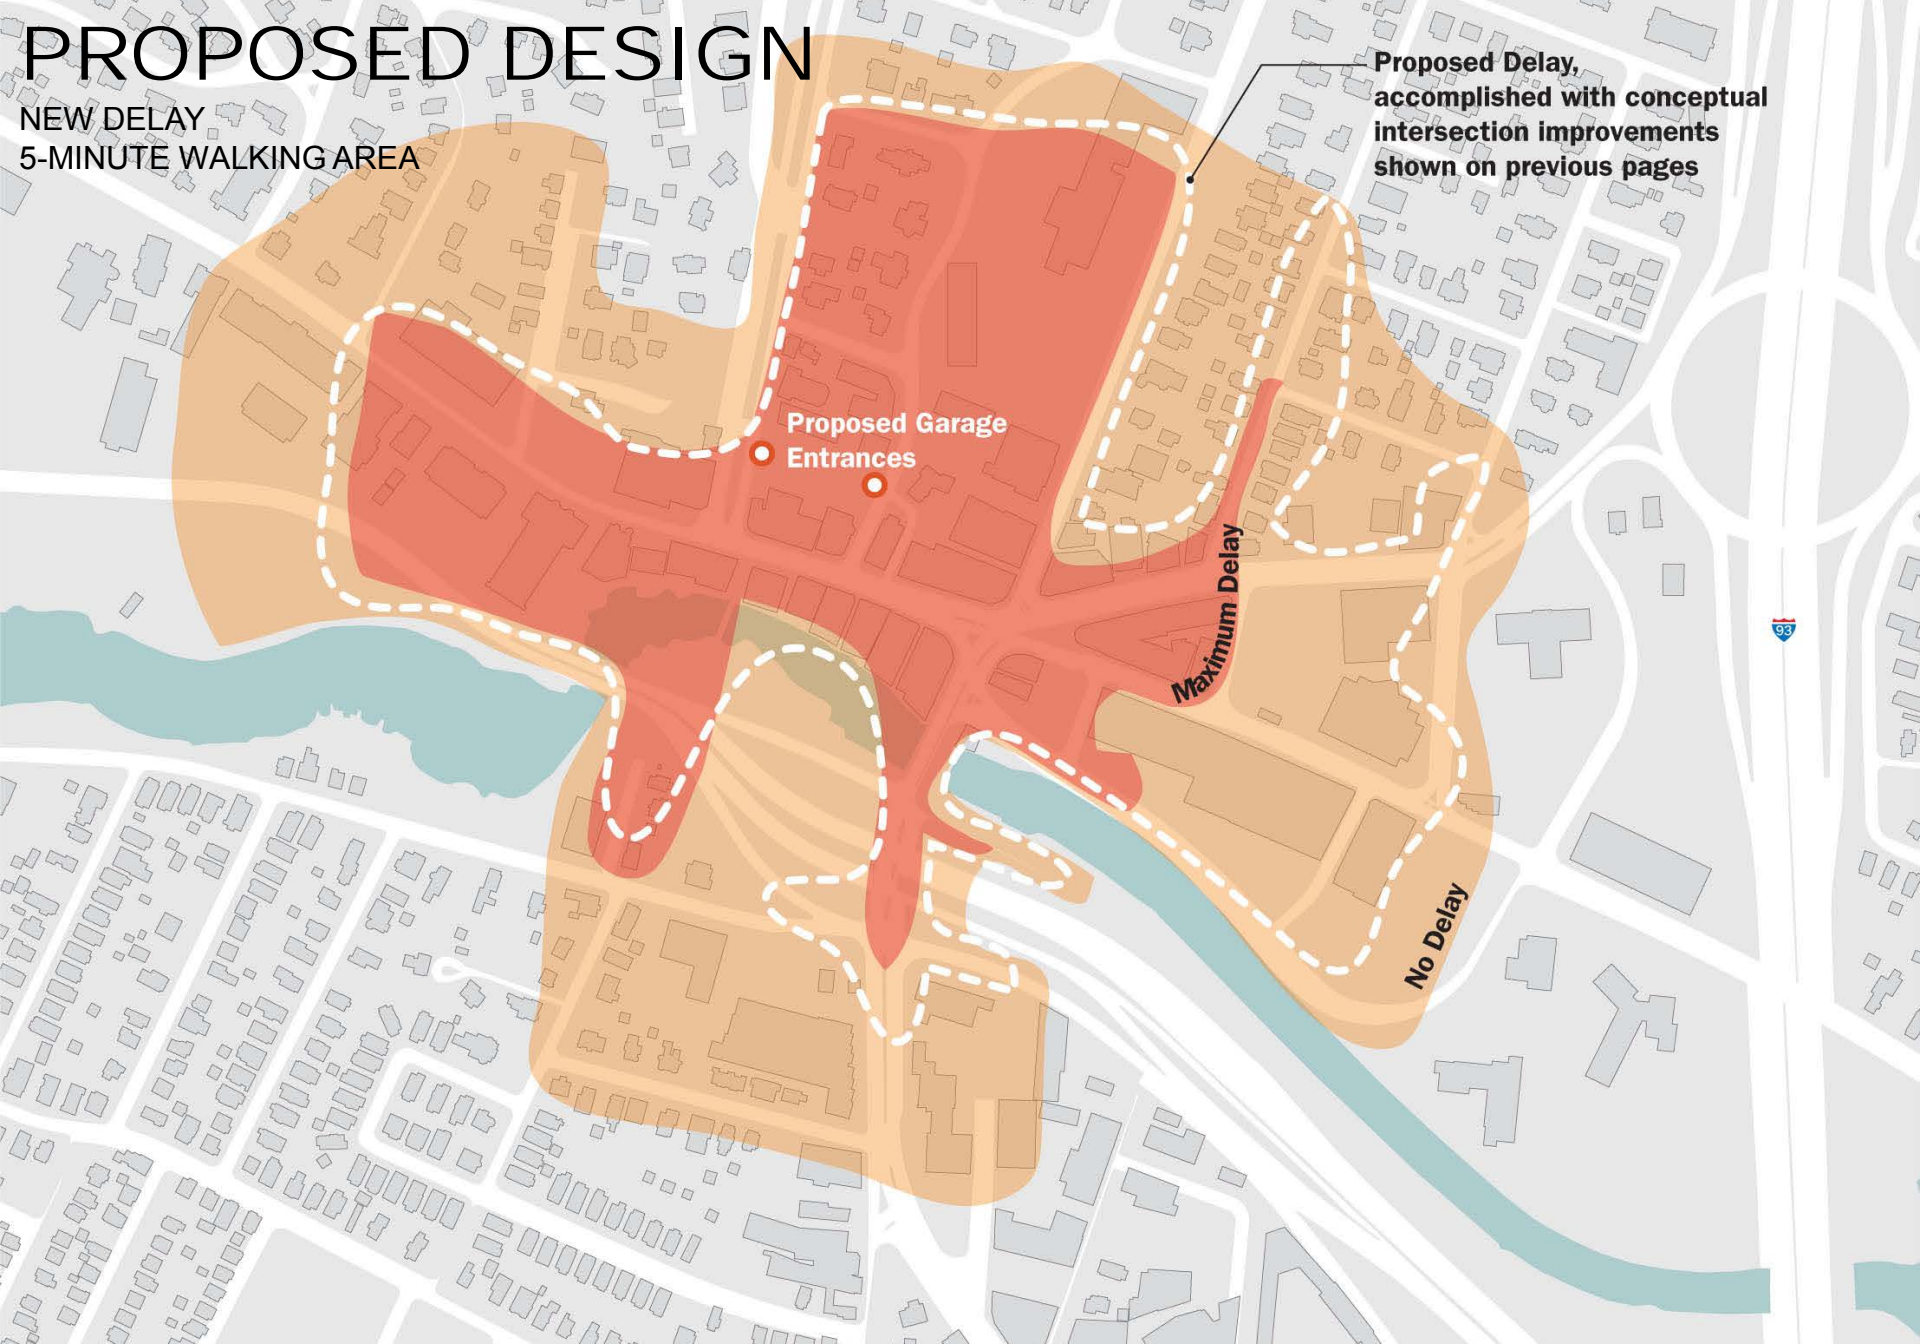 PROPOSED DESIGN
NEW DELAY
5-MINUTE WALKING AREA
Proposed Delay,
accomplished with conceptual
intersection improvements
shown on previous pages
Proposed Garage
Entrances
Maximum Delay
No Delay
93